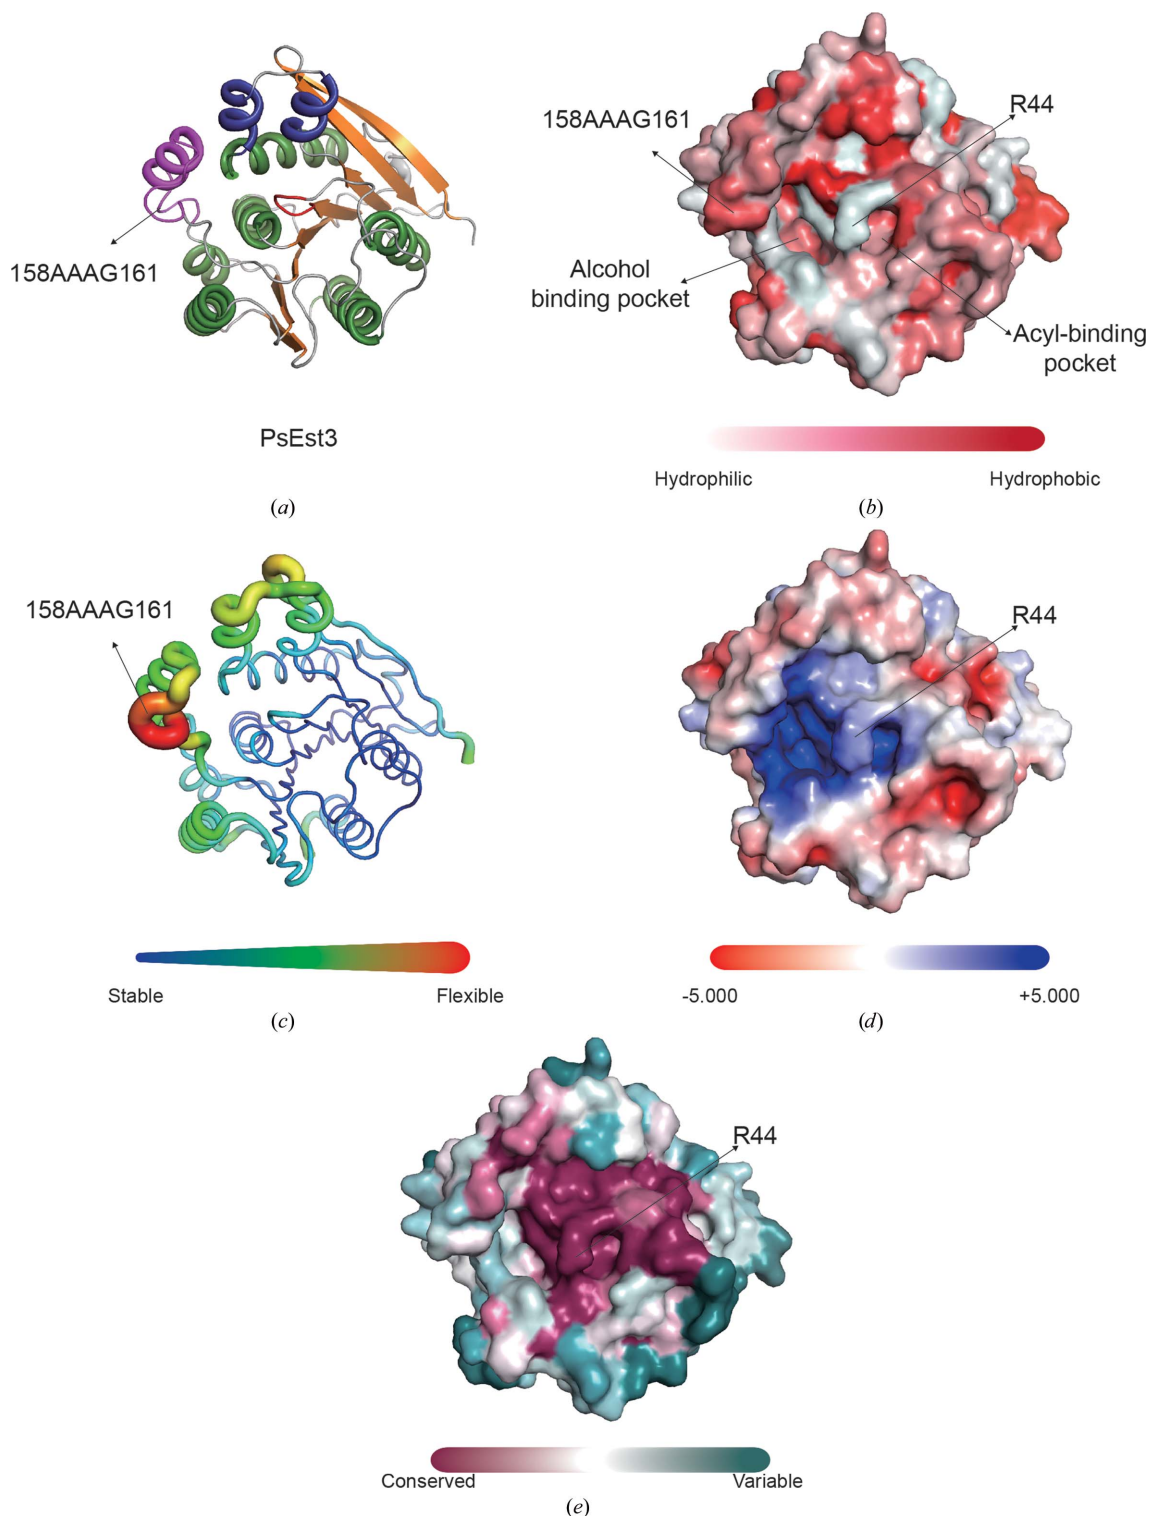 158AAAG161
PsEst3
(a)
158AAAG161
R44
Alcohol
binding pocket
Acyl-binding
pocket
Hydrophilic
Hydrophobic
(b)
158AAAG161
Stable
Flexible
(c)
R44
-5.000
+5.000
(d)
R44
Conserved
Variable
(e)